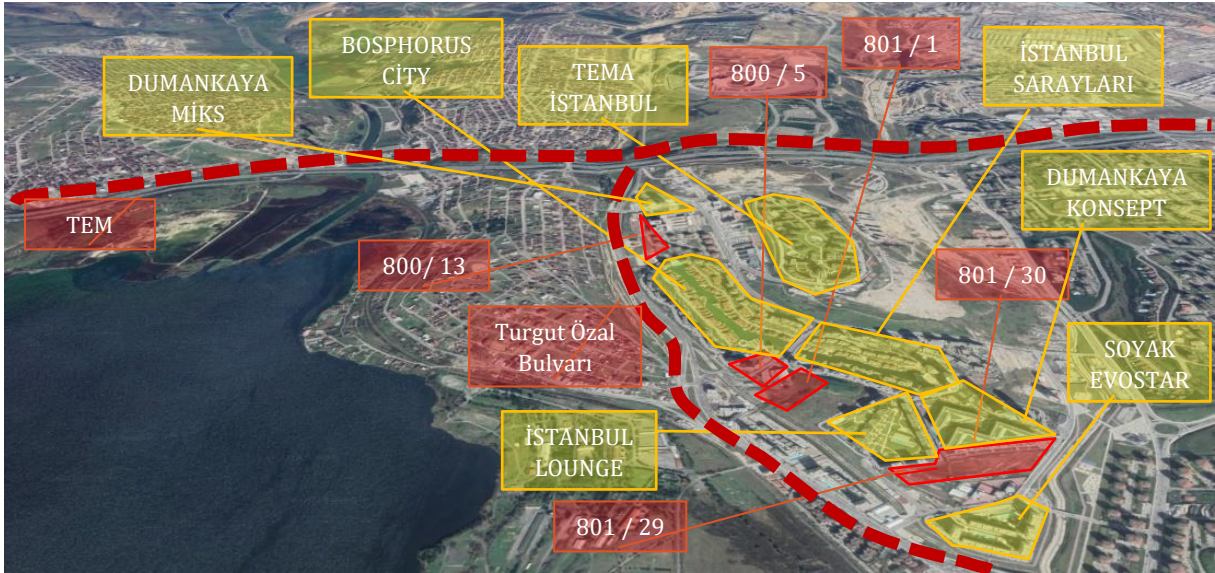 BOSPHORUS
CİTY
DUMANKAYA
MİKS
TEMA
İSTANBUL
800 / 5
801 / 1
İSTANBUL
SARAYLARI
DUMANKAYA
KONSEPT
TEM
800/ 13
801 / 30
Turgut Özal
Bulvarı
SOYAK
EVOSTAR
İSTANBUL
LOUNGE
801 / 29